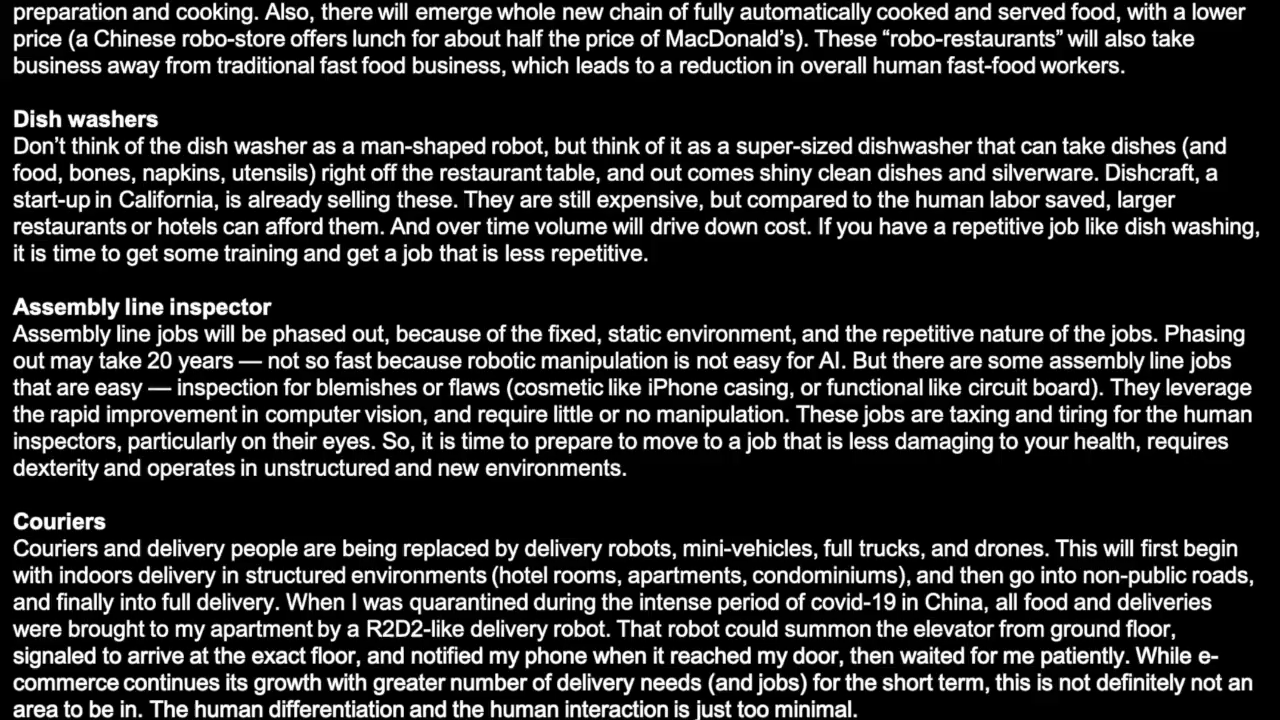 preparation and cooking. Also, there will emerge whole new chain of fully automatically cooked and served food, with a lower
price (a Chinese robo-store offers lunch for about half the price of MacDonald's). These “robo-restaurants” will also take
business away from traditional fast food business, which leads to a reduction in overall human fast-food workers.
Dish washers
Don't think of the dish washer as a man-shaped robot, but think of it as a super-sized dishwasher that can take dishes (and
food, bones, napkins, utensils) right off the restaurant table, and out comes shiny clean dishes and silverware. Dishcraft, a
start-up in California, is already selling these. They are still expensive, but compared to the human labor saved, larger
restaurants or hotels can afford them. And over time volume will drive down cost. If you have a repetitive job like dish washing,
it is time to get some training and get a job that is less repetitive.
Assembly line inspector
Assembly line jobs will be phased out, because of the fixed, static environment, and the repetitive nature of the jobs. Phasing
out may take 20 years — not so fast because robotic manipulation is not easy for AI. But there are some assembly line jobs
that are easy — inspection for blemishes or flaws (cosmetic like iPhone casing, or functional like circuit board). They leverage
the rapid improvement in computer vision, and require little or no manipulation. These jobs are taxing and tiring for the human
inspectors, particularly on their eyes. So, it is time to prepare to move to a job that is less damaging to your health, requires
dexterity and operates in unstructured and new environments.
Couriers
Couriers and delivery people are being replaced by delivery robots, mini-vehicles, full trucks, and drones. This will first begin
with indoors delivery in structured environments (hotel rooms, apartments, condominiums), and then go into non-public roads,
and finally into full delivery. When I was quarantined during the intense period of covid-19 in China, all food and deliveries
were brought to my apartment by a R2D2-like delivery robot. That robot could summon the elevator from ground floor,
signaled to arrive at the exact floor, and notified my phone when it reached my door, then waited for me patiently. While e-
commerce continues its growth with greater number of delivery needs (and jobs) for the short term, this is not definitely not an
area to be in. The human differentiation and the human interaction is just too minimal.